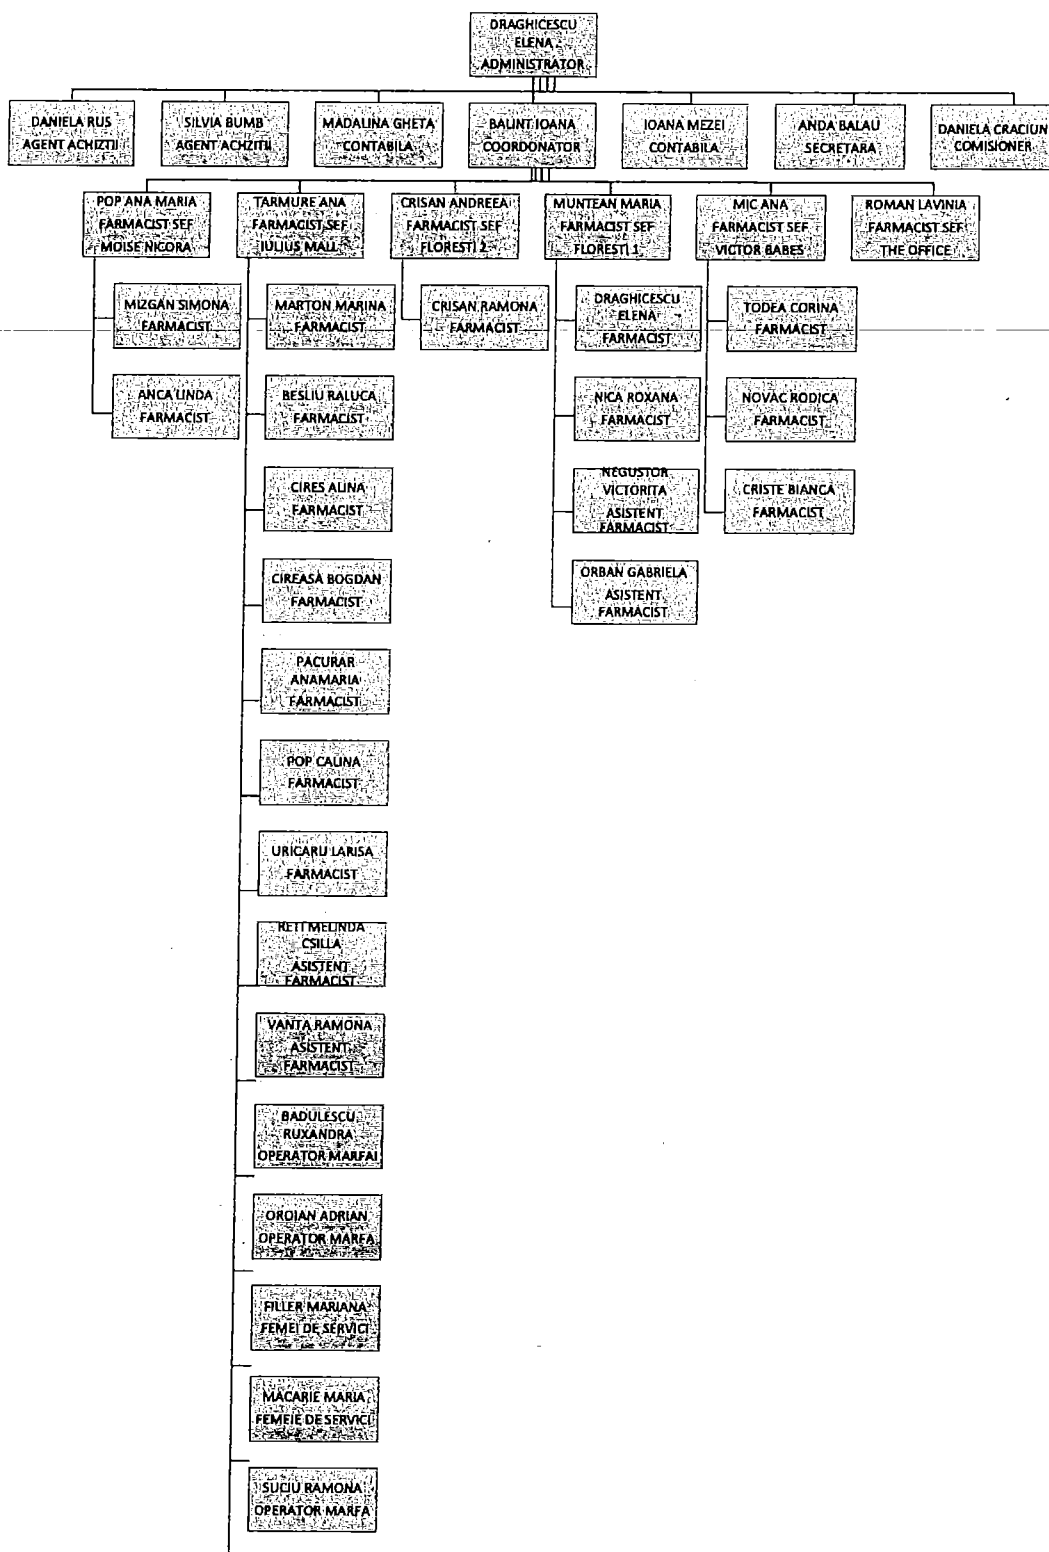 DRAGHICESCU
ELENA
ADMINISTRATOR
DANIELA RUS
AGENT ACHIZTII
SILVIA BUMB
AGENT ACHZITII
MADALINA GHETA
CONTABILA
BALINT IOANA
COORDONATOR
IOANA MEZEI
CONTABILA
ANDA BALAU
SECRETARA
DANIELA CRACIUN
COMISIONER
POP ANA MARIA
FARMACIST SEF
MOISE NICORA
TARMURE ANA
FARMACIST SEF
IULIUS MALL
CRISAN ANDREEA
FARMACIST SEF
FLORESTI 2
MUNTEAN MARIA
FARMACIST SEF
FLORESTI 1
MIC ANA
FARMACIST SEF
VICTOR BABES
ROMAN LAVINIA
FARMACIST SEF
THE OFFICE
MIZGAN SIMONA
FARMACIST
MARTON MARINA
FARMACIST
CRISAN RAMONA
FARMACIST
DRAGHICESCU
ELENA
FARMACIST
TODEA CORINA
FARMACIST
ANCA LINDA
FARMACIST
BESLIU RALUCA
FARMACIST
NICA ROXANA
FARMACIST
NOVAC RODICA
FARMACIST
CIRES ALINA
FARMACIST
NEGUSTOR
VICTORITA
ASISTENT
FARMACIST
CRISTE BIANCA
FARMACIST
CIREASA BOGDAN
FARMACIST
ORBAN GABRIELA
ASISTENT
FARMACIST
PACURAR
ANAMARIA
FARMACIST
POP CALINA
FARMACIST
URICARU LARISA
FARMACIST
RETI MELINDA
CSILLA
ASISTENT
FARMACIST
VANTA RAMONA
ASISTENT
FARMACIST
BADULESCU
RUXANDRA
OPERATOR MARFAI
OROIAN ADRIAN
OPERATOR MARFA
FILLER MARIANA
FEMEI DE SERVICI
MACARIE MARIA
FEMEIE DE SERVICI
SUCIU RAMONA
OPERATOR MARFA